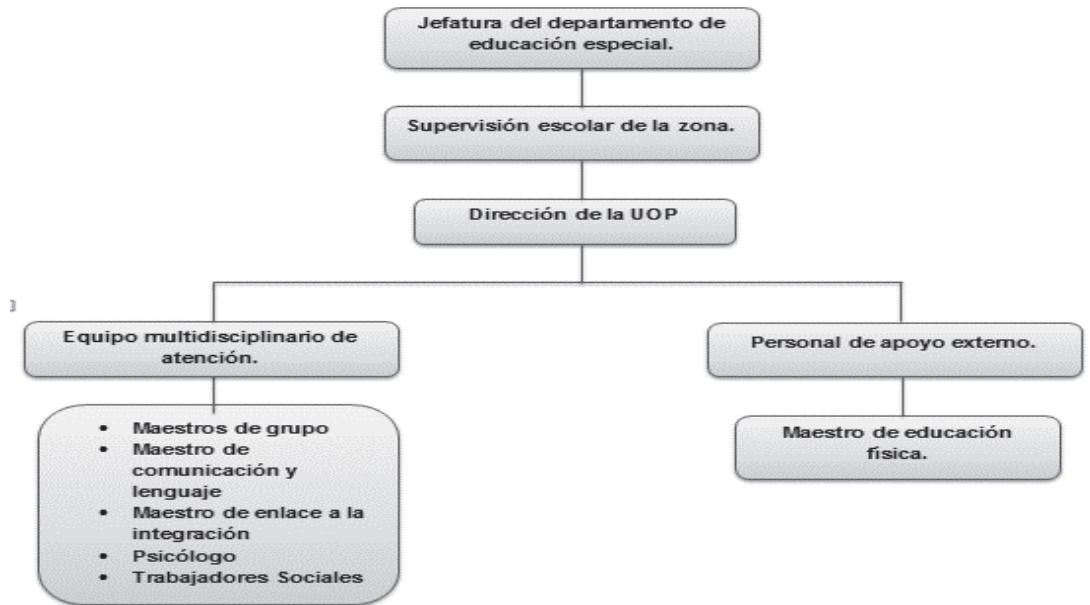 Jefatura del departamento de
educación especial.
Supervisión escolar de la zona.
Dirección de la UOP
Equipo multidisciplinario de
atención.
Personal de apoyo externo.
• Maestros de grupo
• Maestro de
comunicación y
lenguaje
• Maestro de enlace a la
integración
• Psicólogo
• Trabajadores Sociales
Maestro de educación
física.